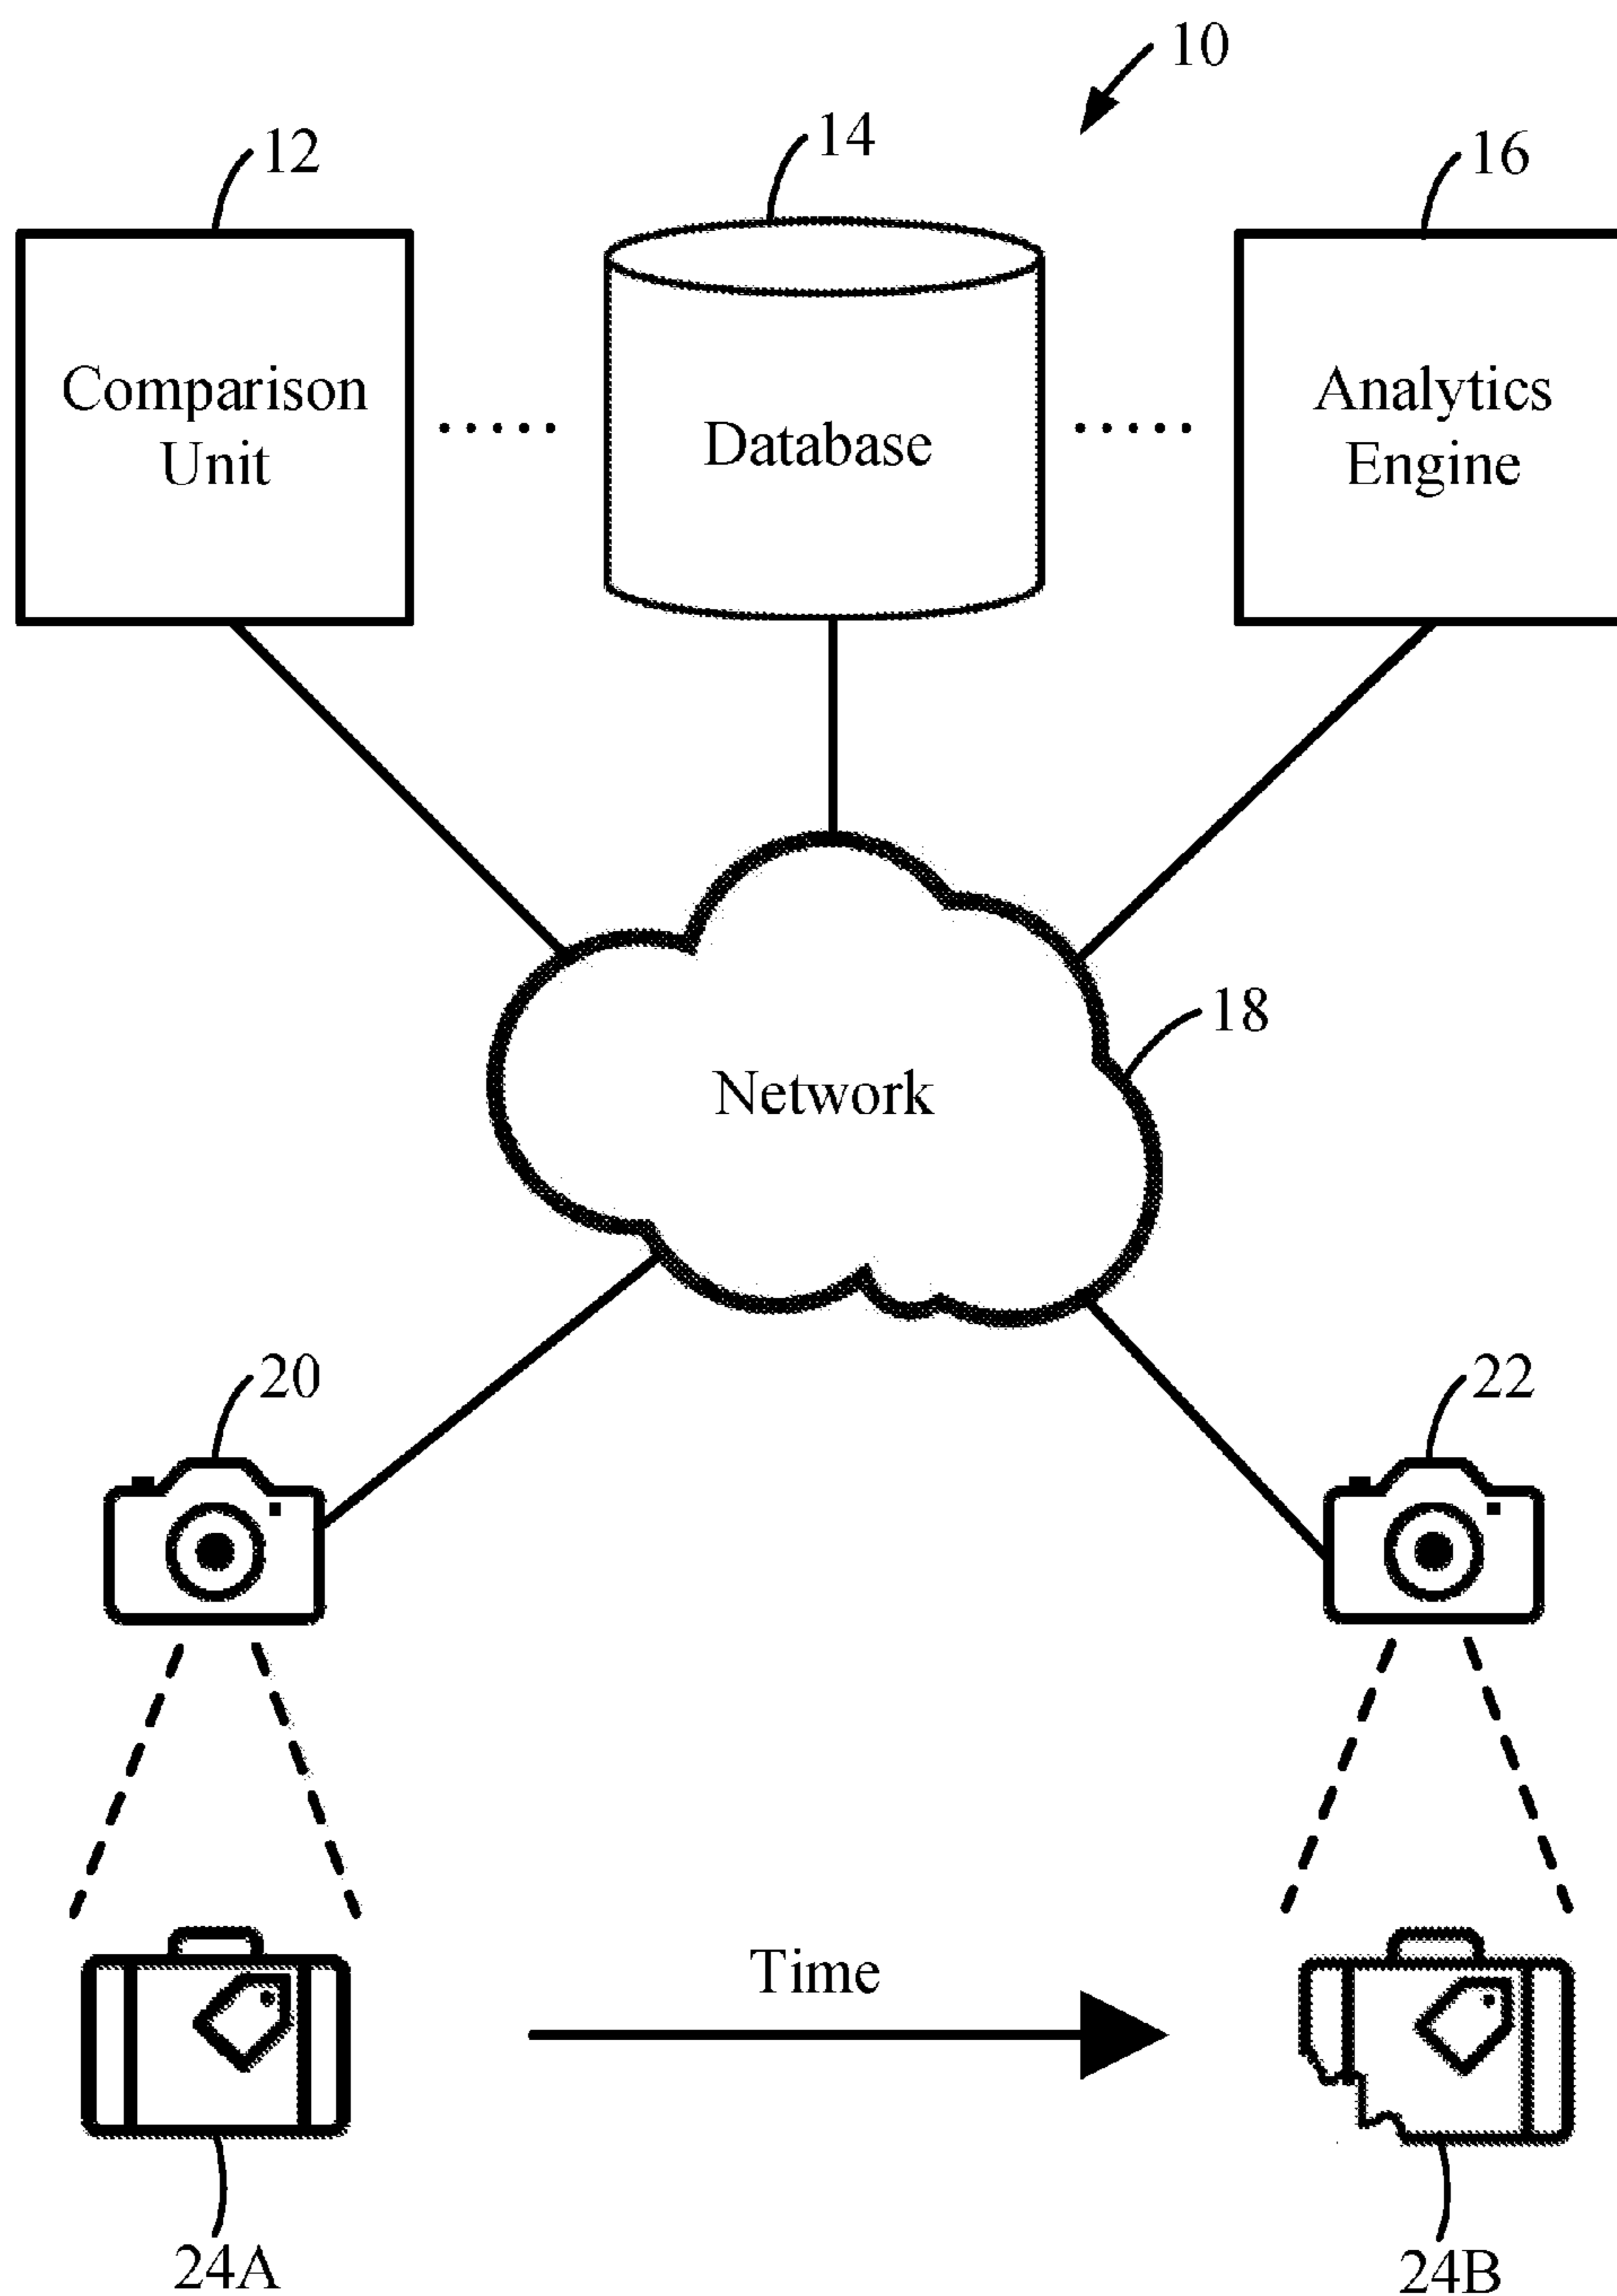 10
12
14
16
Comparison
Unit
Database
Analytics
Engine
18
Network
20
22
Time
24A
24B